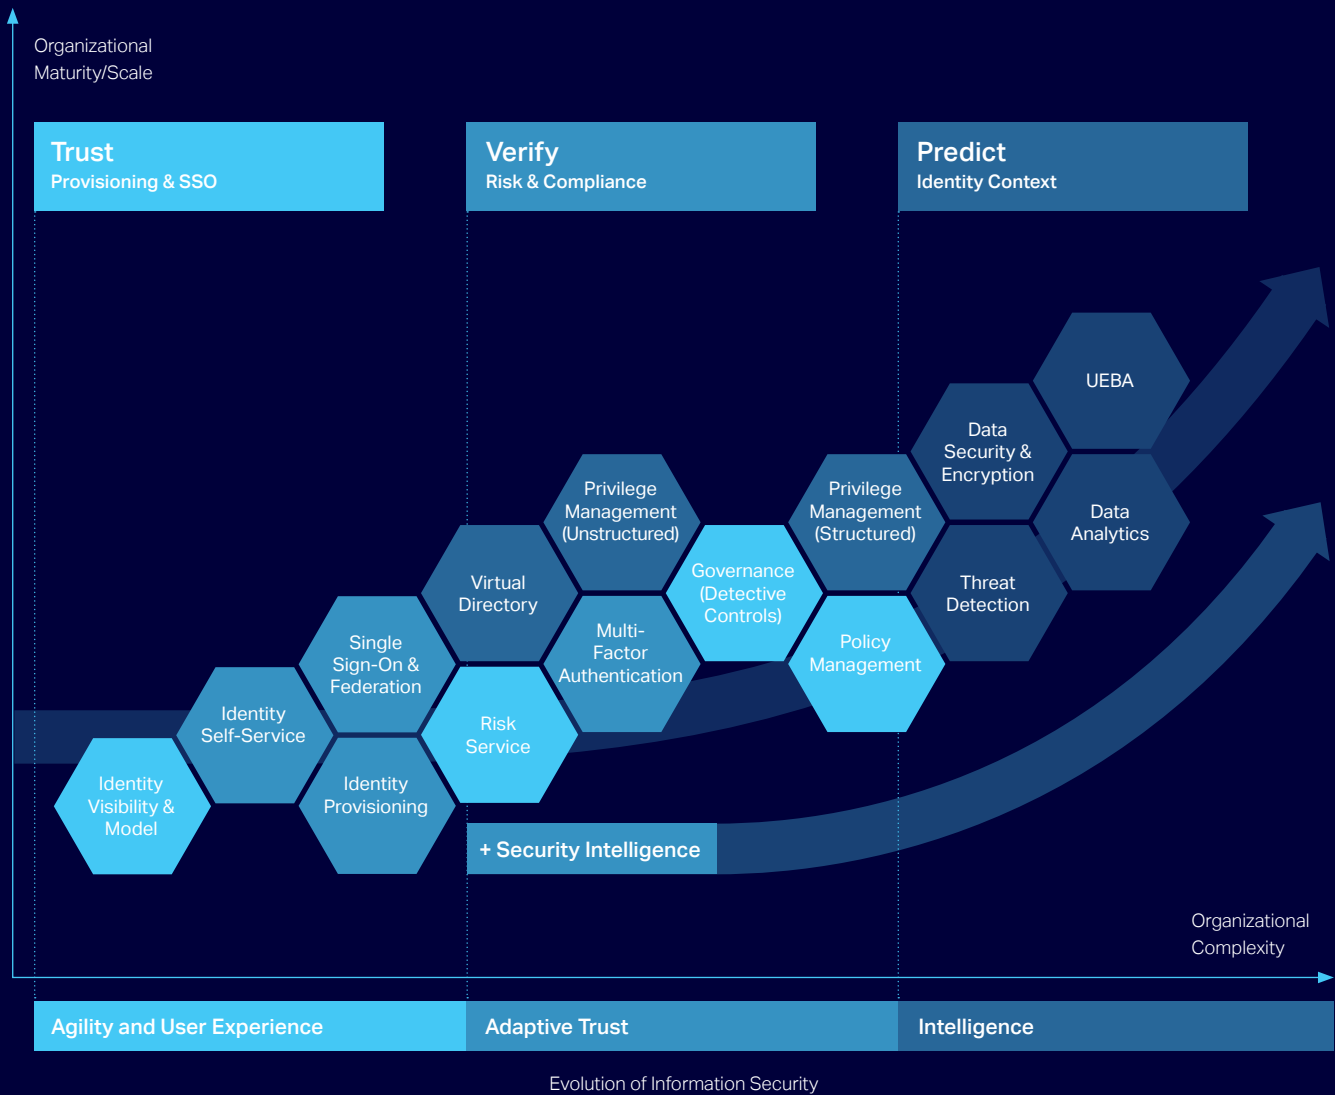 Organizational
Maturity/Scale
Trust
Provisioning & SSO
Verify
Risk & Compliance
Predict
Identity Context
UEBA
Data
Security &
Encryption
Privilege
Management
(Unstructured)
Privilege
Management
(Structured)
Data
Analytics
Governance
(Detective
Controls)
Virtual
Directory
Threat
Detection
Multi-
Factor
Authentication
Single
Sign-On &
Federation
Policy
Management
Identity
Self-Service
Risk
Service
Identity
Visibility &
Model
Identity
Provisioning
+ Security Intelligence
Organizational
Complexity
Agility and User Experience
Adaptive Trust
Intelligence
Evolution of Information Security